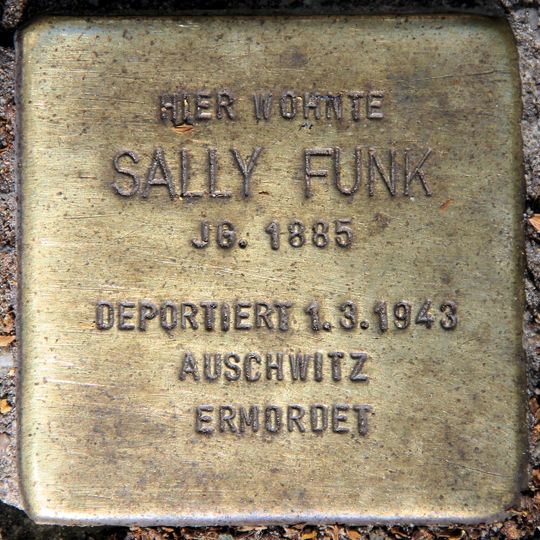 HIER WOHNTE
SALLY FUNK
JG. 1885
DEPORTIERT 1.3.1943
AUSCHWITZ
ERMORDET